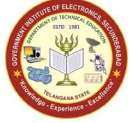 GOVERNMENT INSTITUTE OF ELECTRONICS, SECUNDERABAD
DEPARTMENT OF TECHNICAL EDUCATION
ESTD 1981
TELANGANA STATE
Knowledge - Experience - Excellence